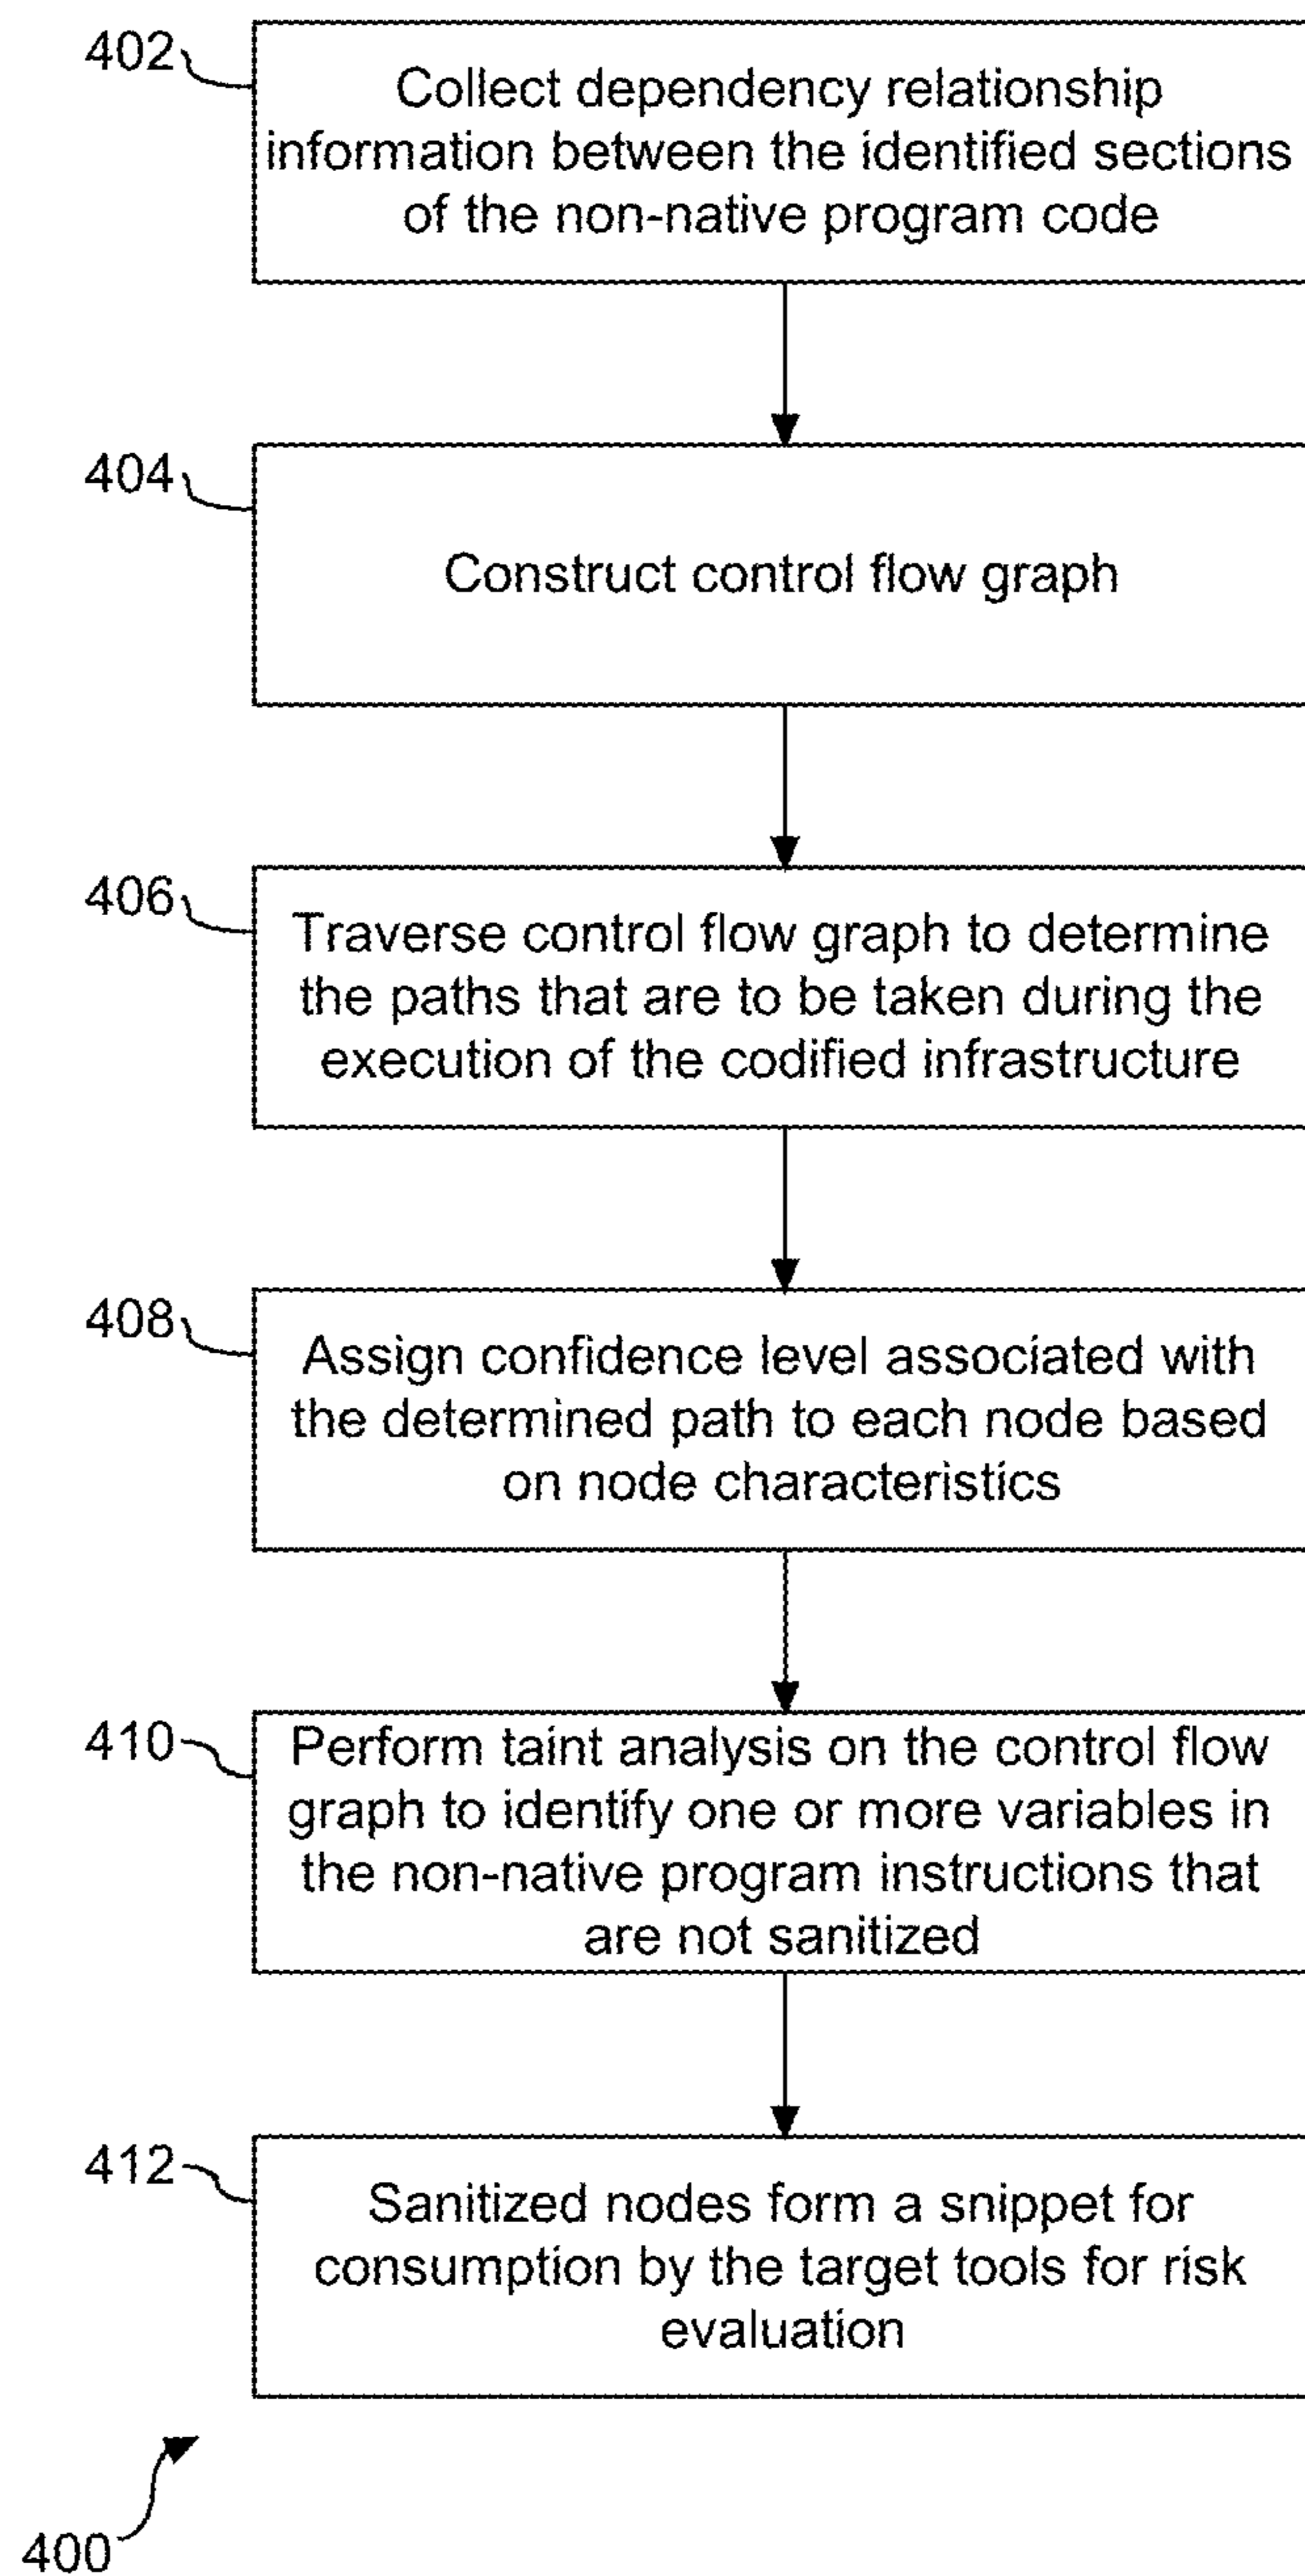 402
Collect dependency relationship
information between the identified sections
of the non-native program code
404
Construct control flow graph
406
Traverse control flow graph to determine
the paths that are to be taken during the
execution of the codified infrastructure
408
Assign confidence level associated with
the determined path to each node based
on node characteristics
410
Perform taint analysis on the control flow
graph to identify one or more variables in
the non-native program instructions that
are not sanitized
412
Sanitized nodes form a snippet for
consumption by the target tools for risk
evaluation
400